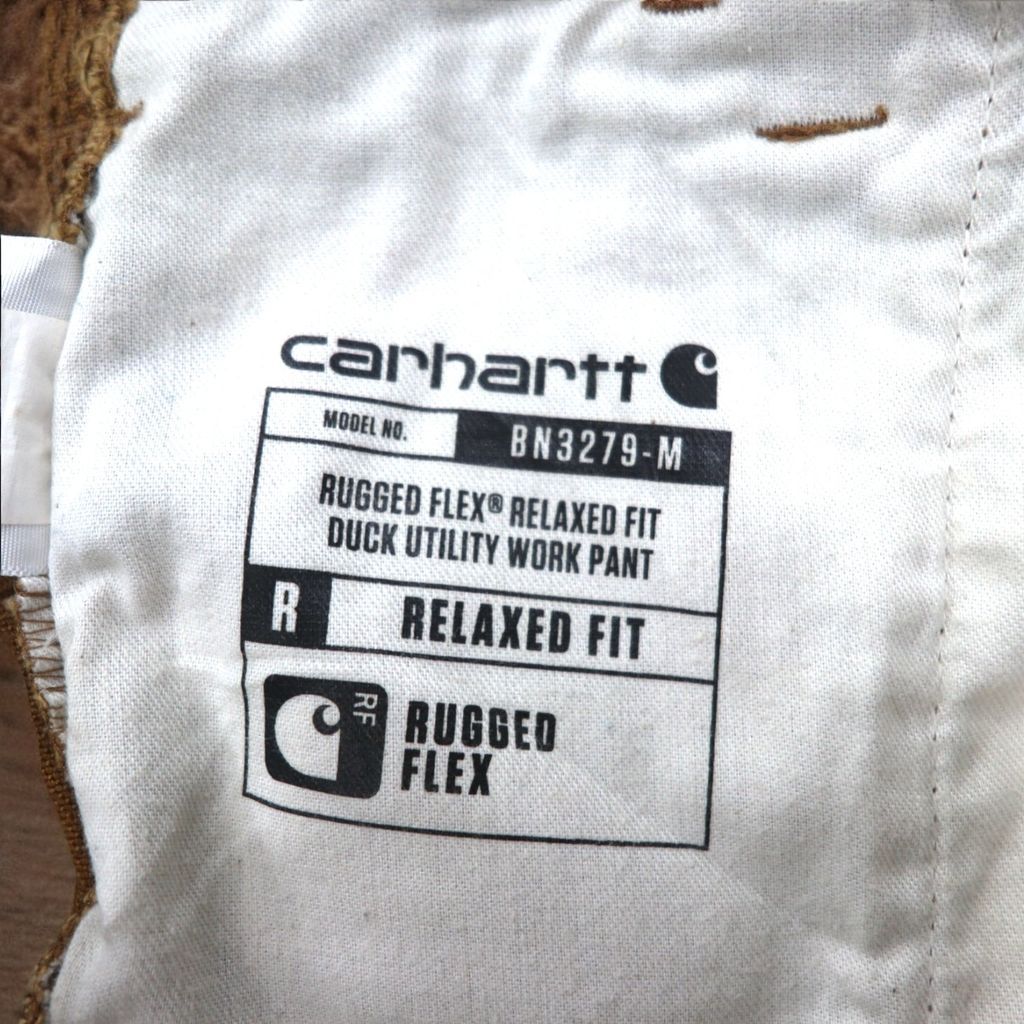 carhartt
MODEL NO. BN3279-M
RUGGED FLEX® RELAXED FIT
DUCK UTILITY WORK PANT
R RELAXED FIT
RF
RUGGED
FLEX